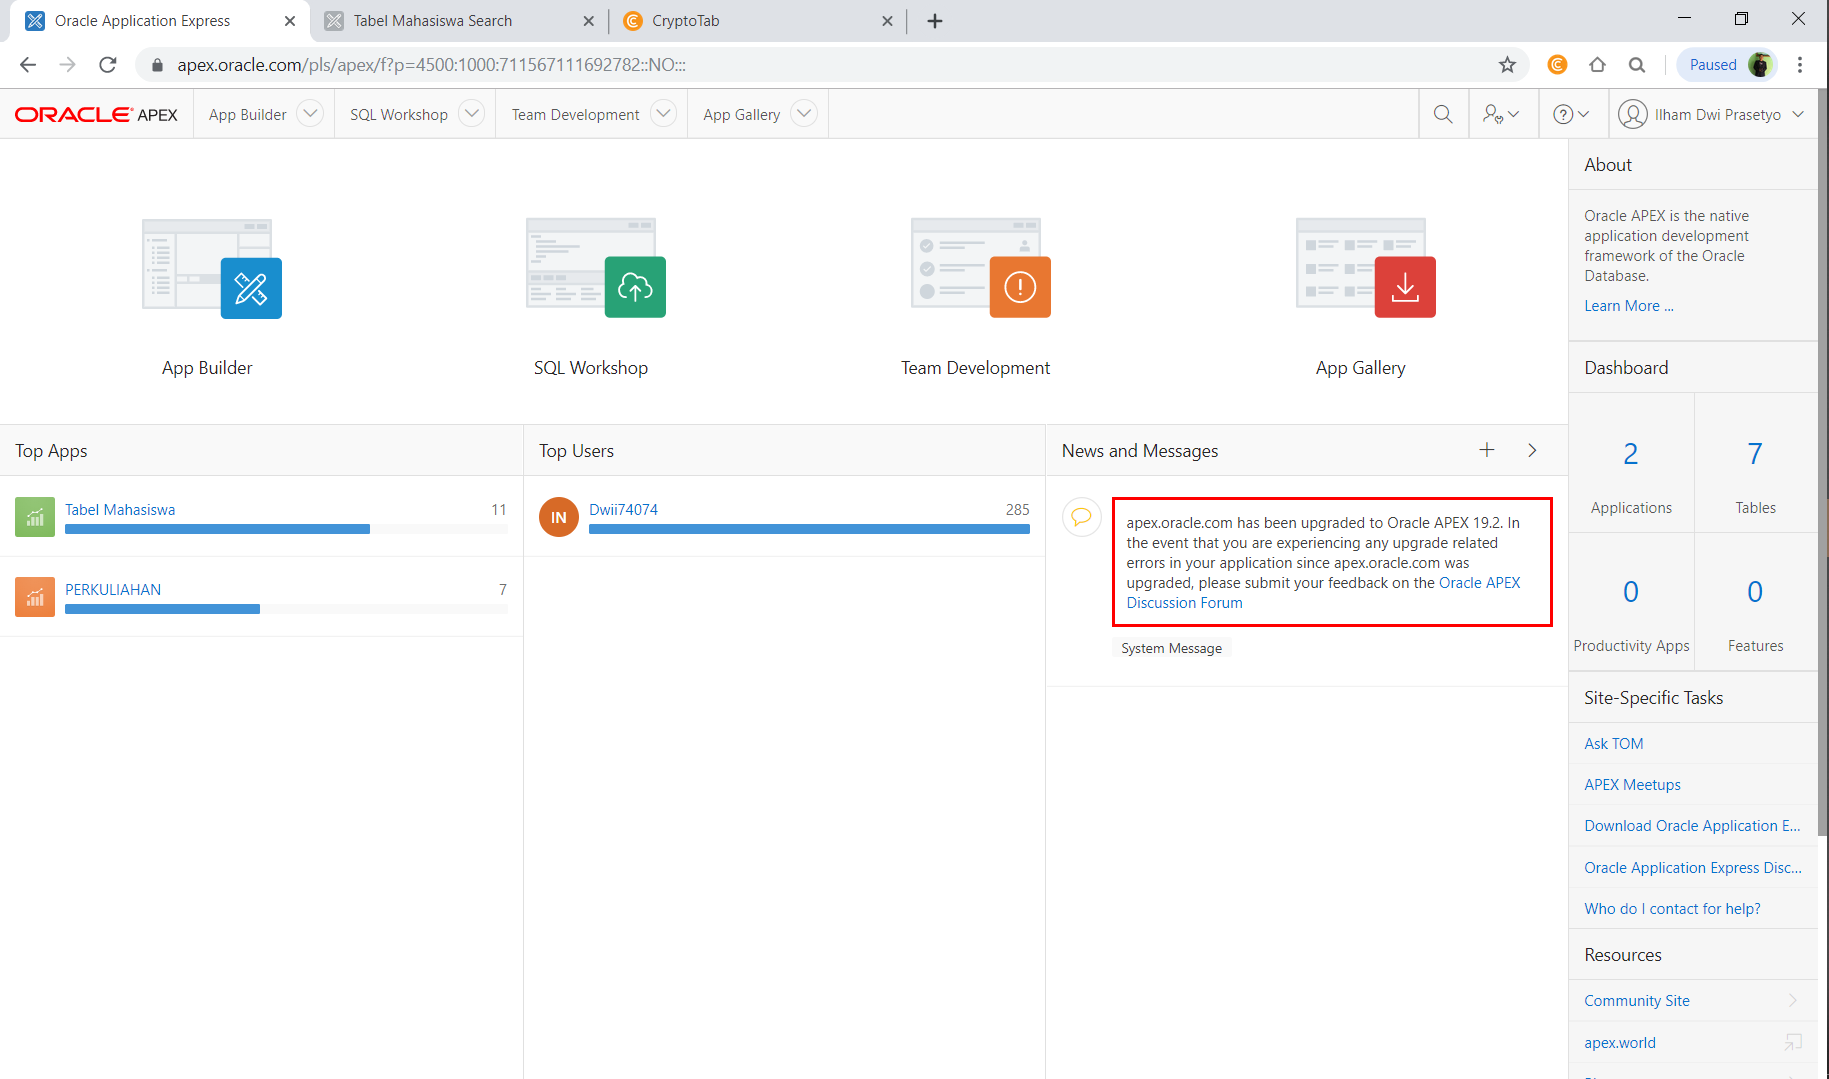 Oracle Application Express
Tabel Mahasiswa Search
CryptoTab
apex.oracle.com/pls/apex/f?p=4500:1000:711567111692782::NO:::
Paused
ORACLE APEX
App Builder
SQL Workshop
Team Development
App Gallery
Ilham Dwi Prasetyo
App Builder
SQL Workshop
Team Development
App Gallery
Top Apps
Tabel Mahasiswa
11
PERKULIAHAN
7
Top Users
IN
Dwii74074
285
News and Messages
apex.oracle.com has been upgraded to Oracle APEX 19.2. In
the event that you are experiencing any upgrade related
errors in your application since apex.oracle.com was
upgraded, please submit your feedback on the Oracle APEX
Discussion Forum
System Message
About
Oracle APEX is the native
application development
framework of the Oracle
Database.
Learn More ...
Dashboard
2
Applications
7
Tables
0
Productivity Apps
0
Features
Site-Specific Tasks
Ask TOM
APEX Meetups
Download Oracle Application E...
Oracle Application Express Disc...
Who do I contact for help?
Resources
Community Site
apex.world